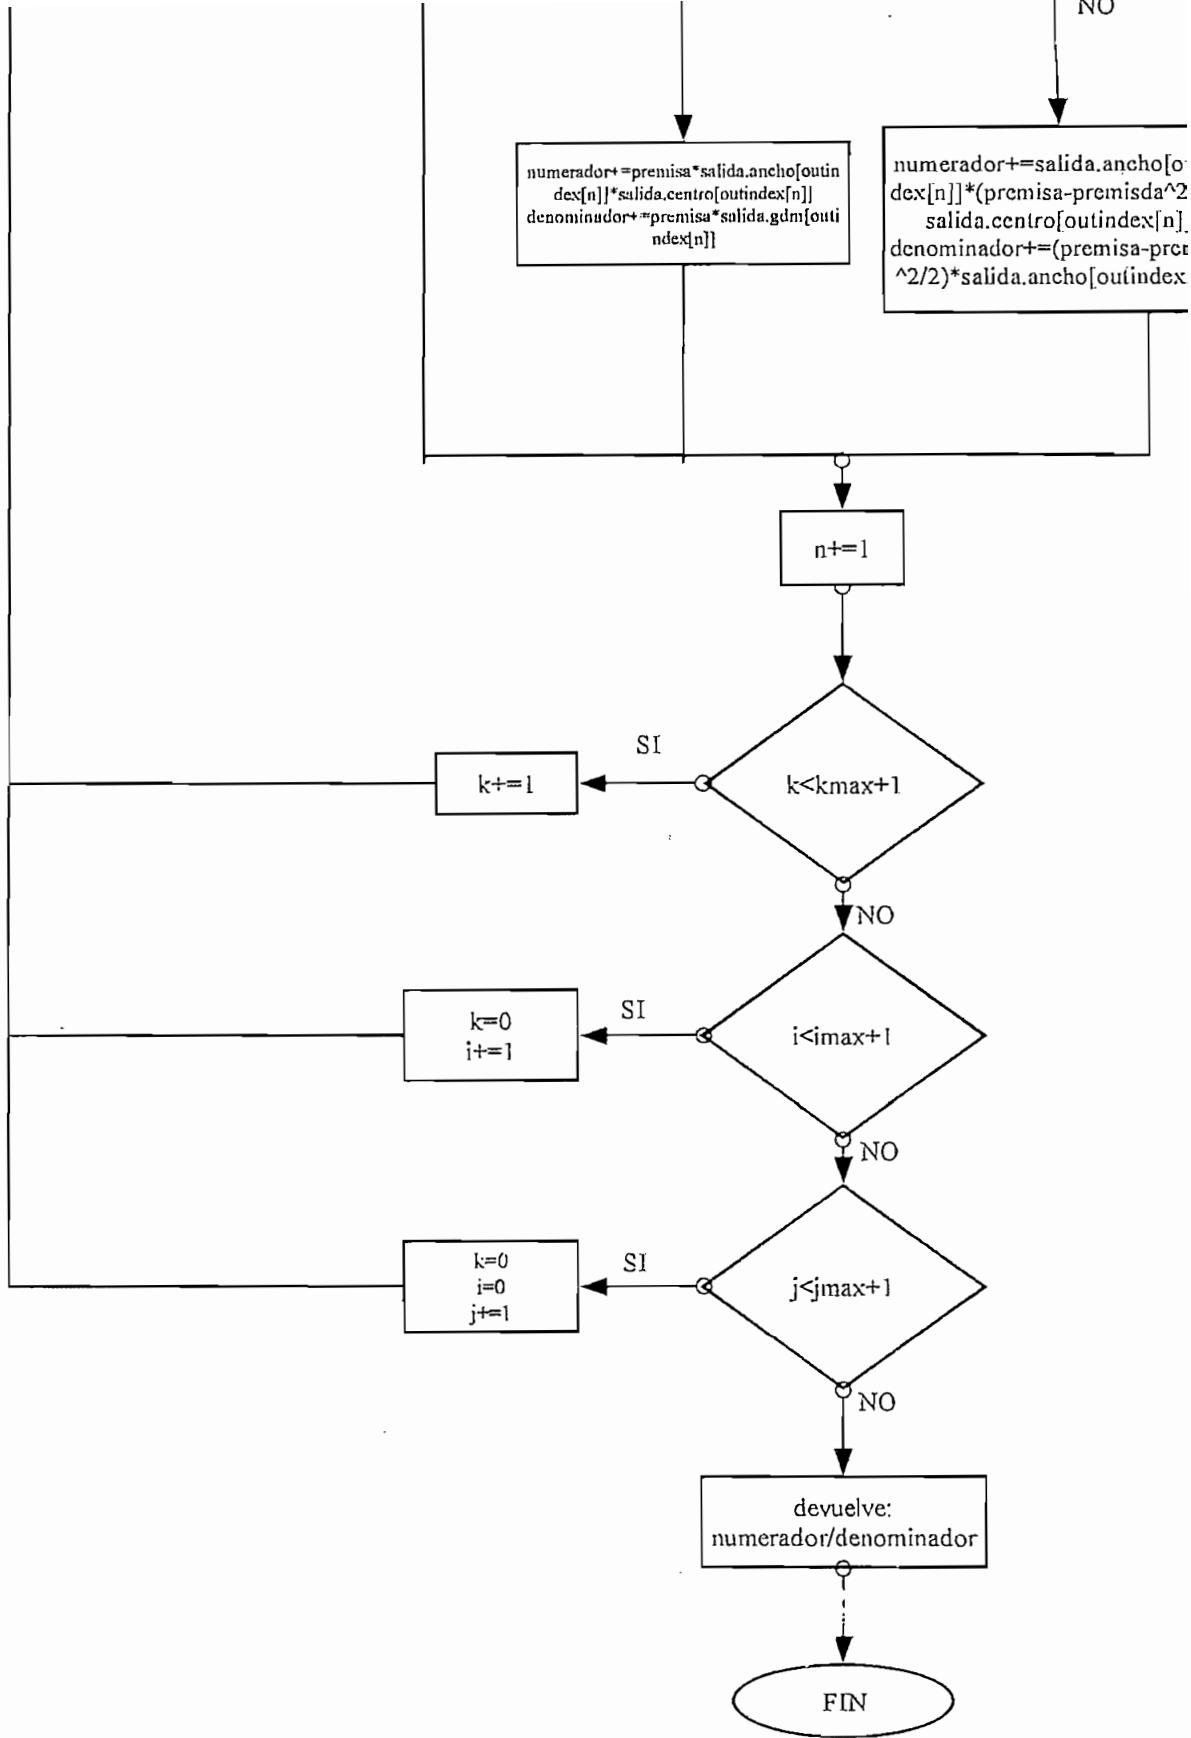 NO
numerador+=premisa*salida.ancho[outin
dex[n]]*salida.centro[outindex[n]]
denominador+=premisa*salida.gdm[outi
ndex[n]]
numerador+=salida.ancho[o
dex[n]]*(premisa-premisda^2
salida.centro[outindex[n]]
denominador+=(premisa-pre
^2/2)*salida.ancho[outindex
n+=1
SI
k+=1
k<kmax+1
NO
SI
k=0
i+=1
i<imax+1
NO
SI
k=0
i=0
j+=1
j<jmax+1
NO
devuelve:
numerador/denominador
FIN